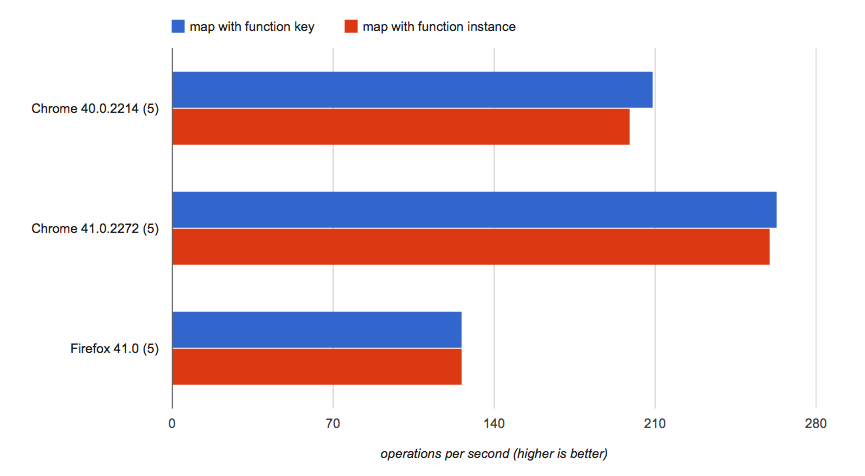 map with function key map with function instance
Chrome 40.0.2214 (5)
Chrome 41.0.2272 (5)
Firefox 41.0 (5)
0 70 140 210 280
operations per second (higher is better)